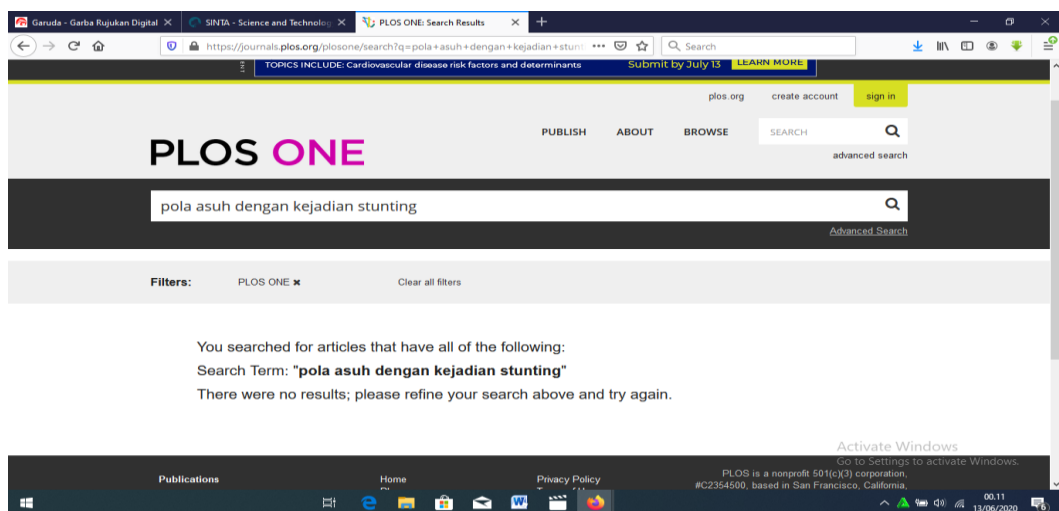 Garuda - Garba Rujukan Digital
SINTA - Science and Technolog
PLOS ONE: Search Results
https://journals.plos.org/plosone/search?q=pola+asuh+dengan+kejadian+stunt
Search
TOPICS INCLUDE: Cardiovascular disease risk factors and determinants
Submit by July 13
LEARN MORE
plos.org create account sign in
PUBLISH ABOUT BROWSE SEARCH
advanced search
PLOS ONE
pola asuh dengan kejadian stunting
Advanced Search
Filters: PLOS ONE Clear all filters
You searched for articles that have all of the following:
Search Term: "pola asuh dengan kejadian stunting"
There were no results; please refine your search above and try again.
Activate Windows
Go to Settings to activate Windows.
Publications Home Privacy Policy
PLOS is a nonprofit 501(c)(3) corporation,
#C2354500, based in San Francisco, California,
00.11
13/06/2020